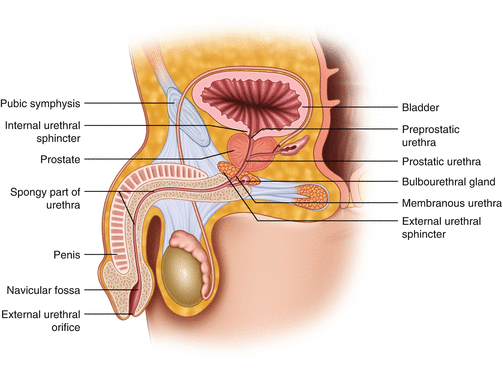 Pubic symphysis
Internal urethral
sphincter
Prostate
Spongy part of
urethra
Penis
Navicular fossa
External urethral
orifice
Bladder
Preprostatic
urethra
Prostatic urethra
Bulbourethral gland
Membranous urethra
External urethral
sphincter